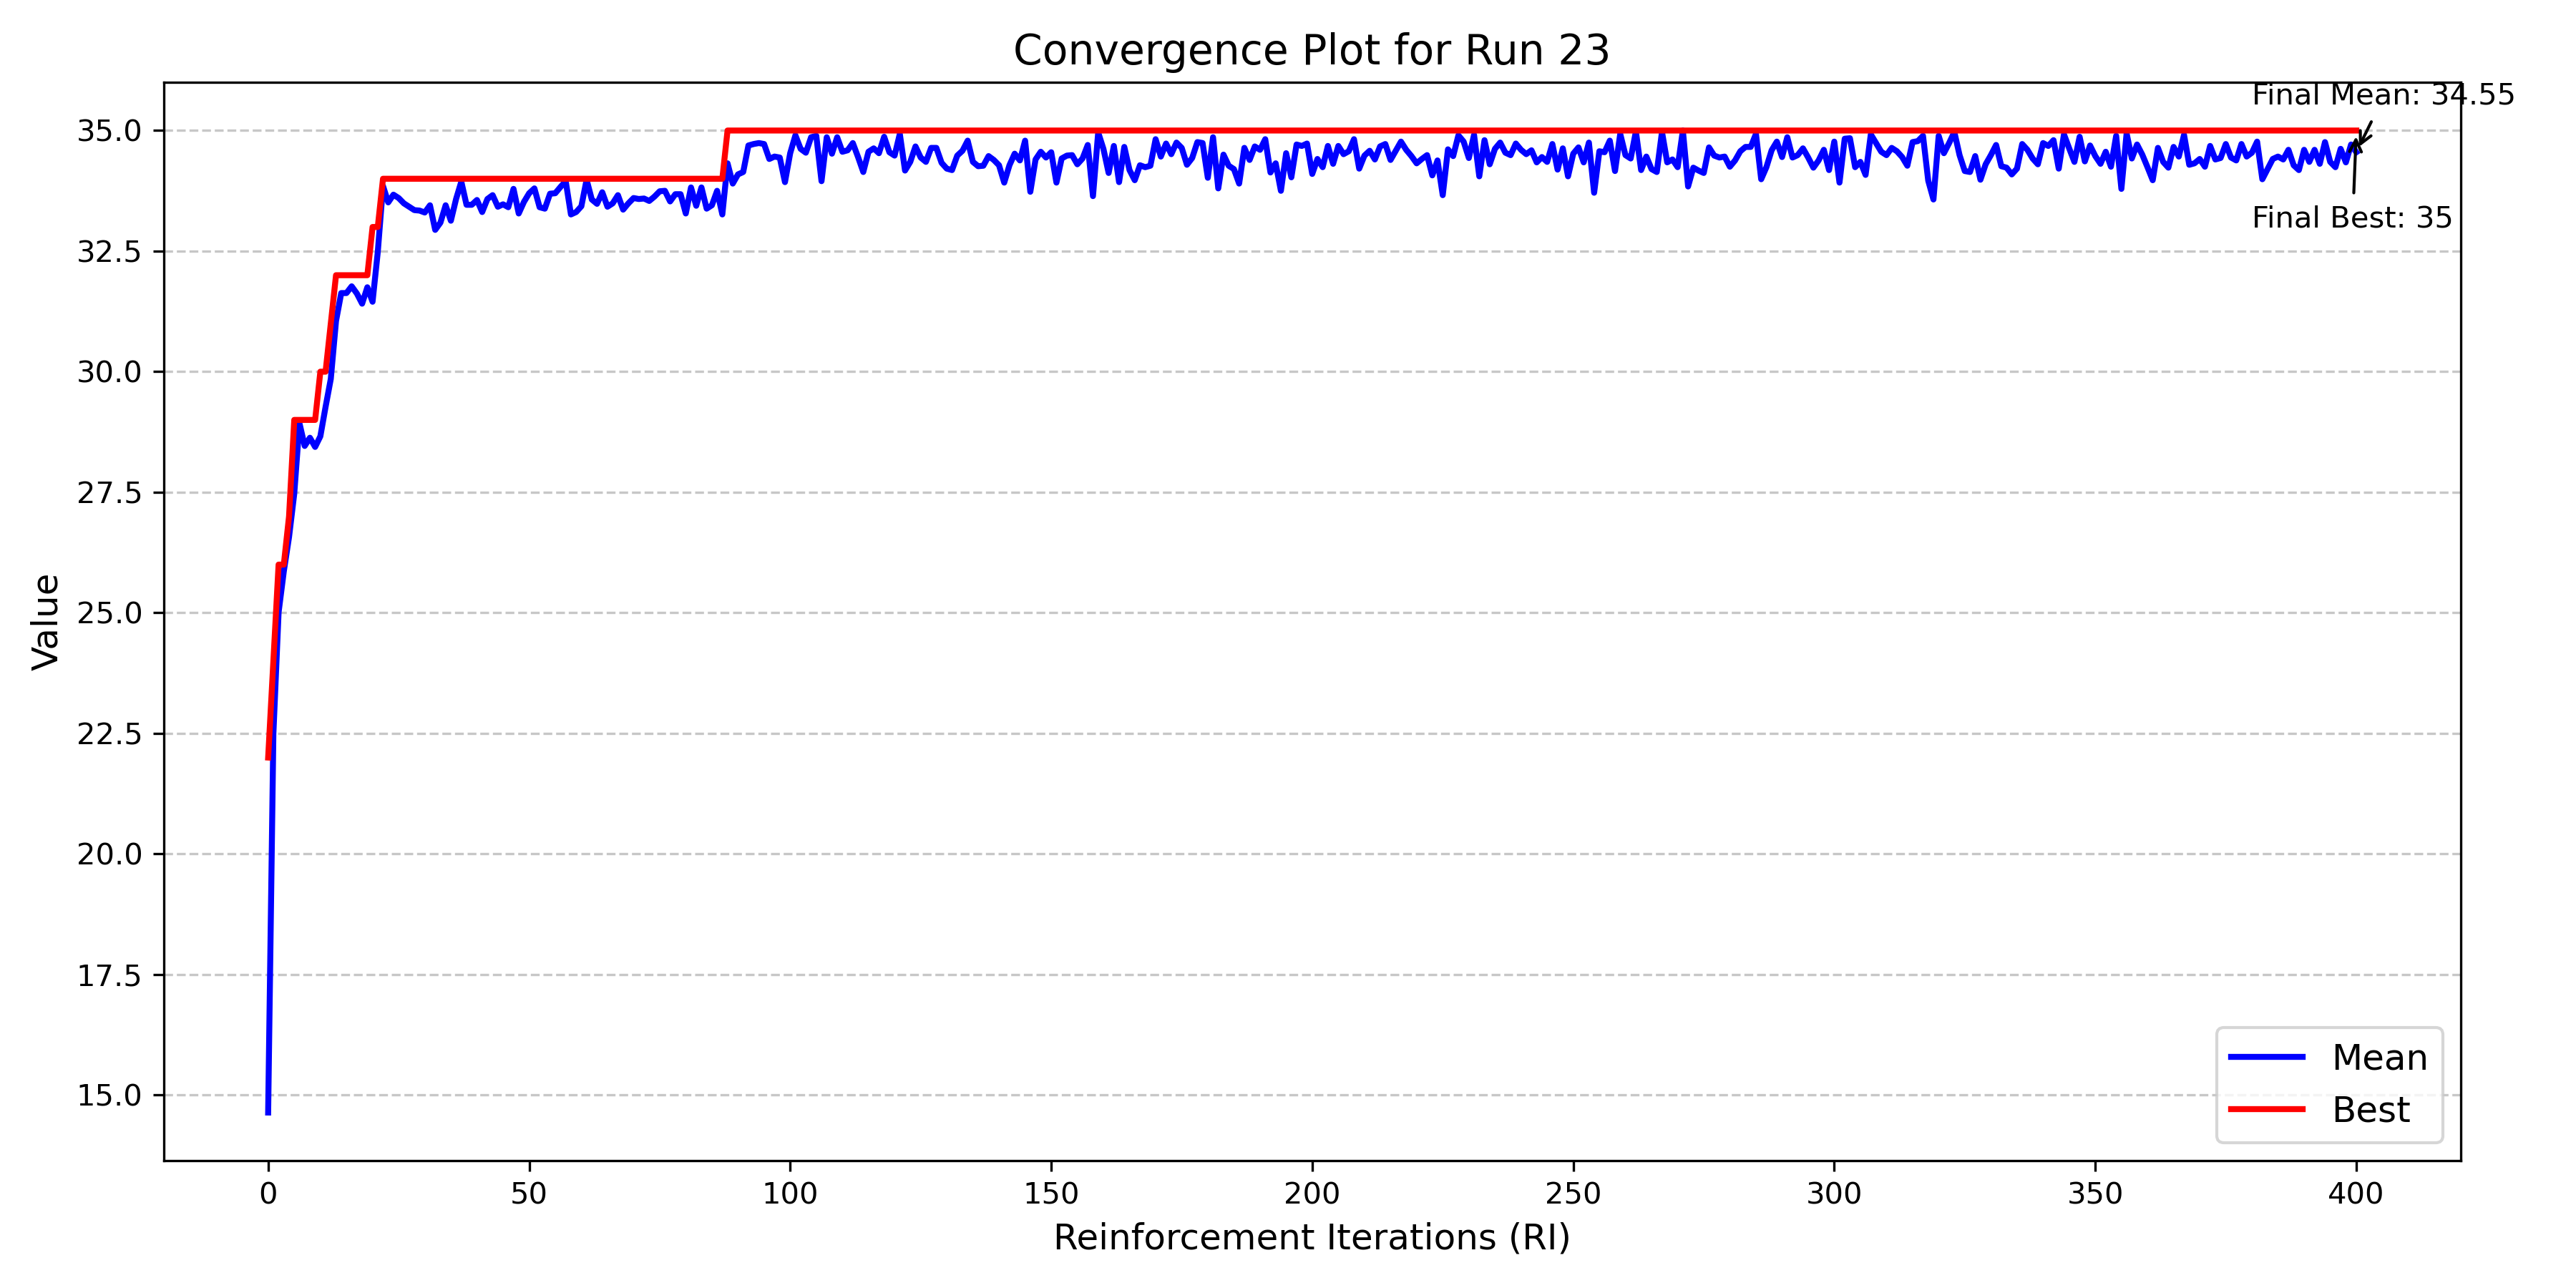 Convergence Plot for Run 23
Final Mean: 34.55
Final Best: 35
35.0
32.5
30.0
27.5
25.0
22.5
20.0
17.5
15.0
Value
0 50 100 150 200 250 300 350 400
Reinforcement Iterations (RI)
Mean
Best